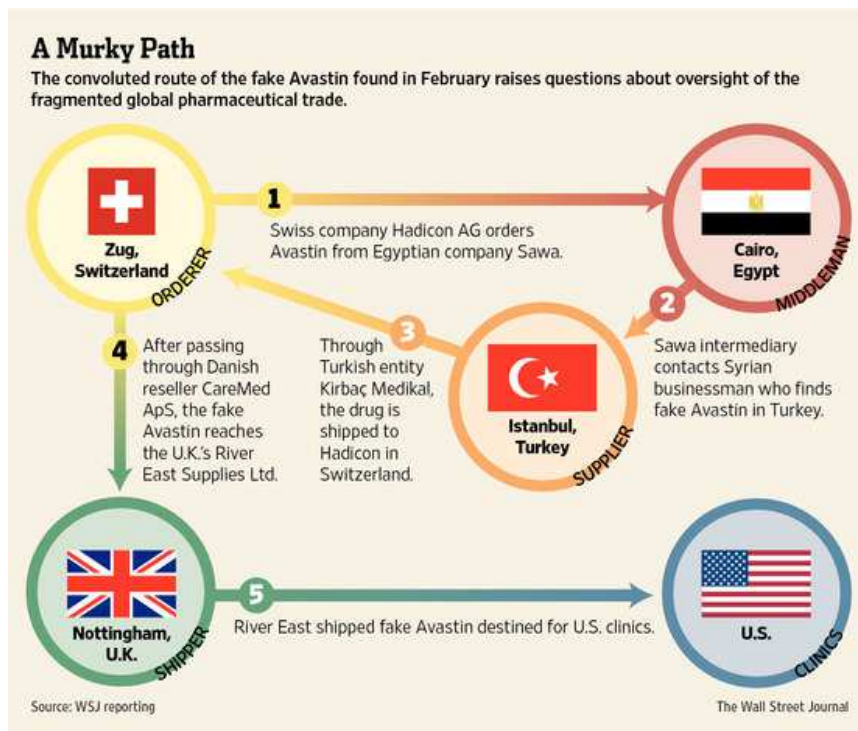 A Murky Path
The convoluted route of the fake Avastin found in February raises questions about oversight of the
fragmented global pharmaceutical trade.
Zug,
Switzerland
ORDERER
1
Swiss company Hadicon AG orders
Avastin from Egyptian company Sawa.
Cairo,
Egypt
MIDDLEMAN
2
Sawa intermediary
contacts Syrian
businessman who finds
fake Avastin in Turkey.
Istanbul,
Turkey
SUPPLIER
3
Through
Turkish entity
Kirbaç Medikal,
the drug is
shipped to
Hadicon in
Switzerland.
4
After passing
through Danish
reseller CareMed
ApS, the fake
Avastin reaches
the U.K.'s River
East Supplies Ltd.
Nottingham,
U.K.
SHIPPER
5
River East shipped fake Avastin destined for U.S. clinics.
U.S.
CLINICS
Source: WSJ reporting
The Wall Street Journal